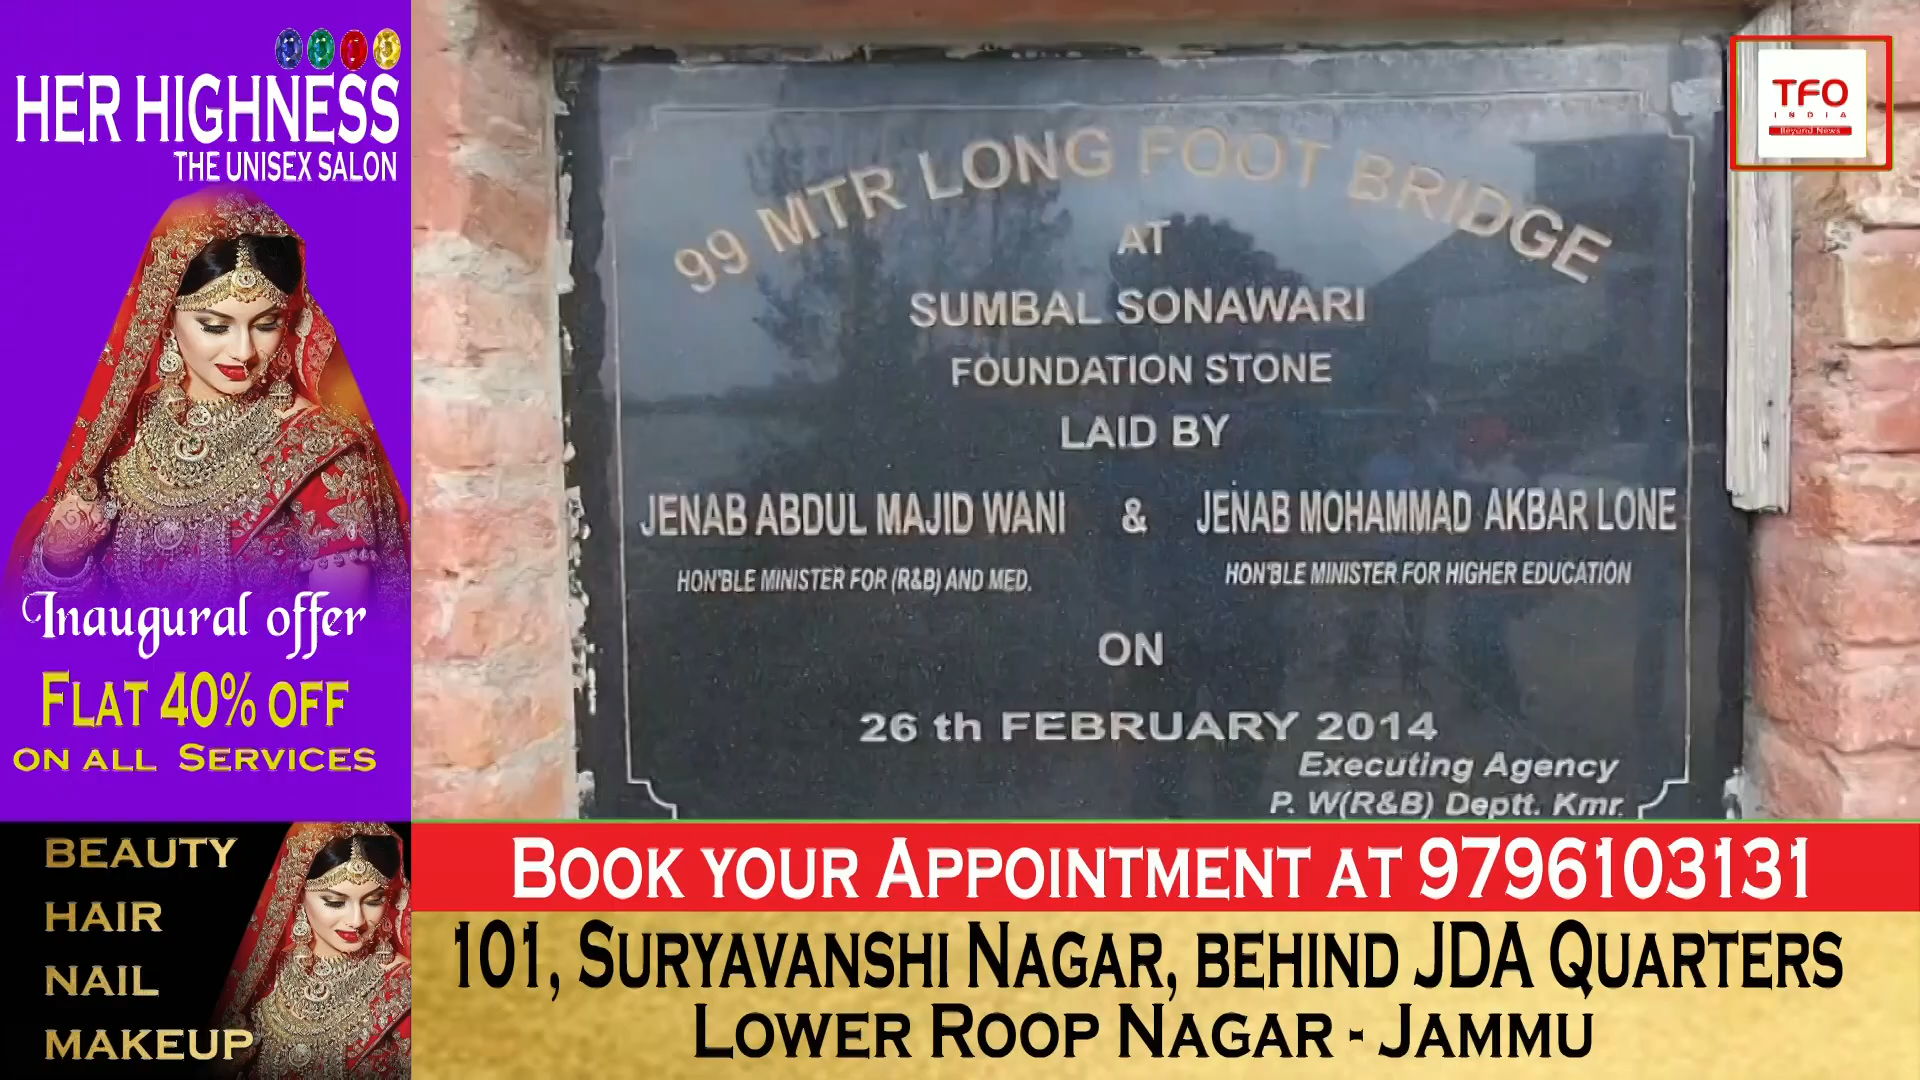 HER HIGHNESS
THE UNISEX SALON
Inaugural offer
FLAT 40% OFF
ON ALL SERVICES
BEAUTY
HAIR
NAIL
MAKEUP
99 MTR LONG FOOT BRIDGE
AT
SUMBAL SONAWARI
FOUNDATION STONE
LAID BY
JENAB ABDUL MAJID WANI & JENAB MOHAMMAD AKBAR LONE
HON'BLE MINISTER FOR (R&B) AND MED. HON'BLE MINISTER FOR HIGHER EDUCATION
ON
26 th FEBRUARY 2014
Executing Agency
P. W(R&B) Deptt. Kmr.
TFO
INDIA
Beyond News
BOOK YOUR APPOINTMENT AT 9796103131
101, SURYAVANSHI NAGAR, BEHIND JDA QUARTERS
LOWER ROOP NAGAR - JAMMU